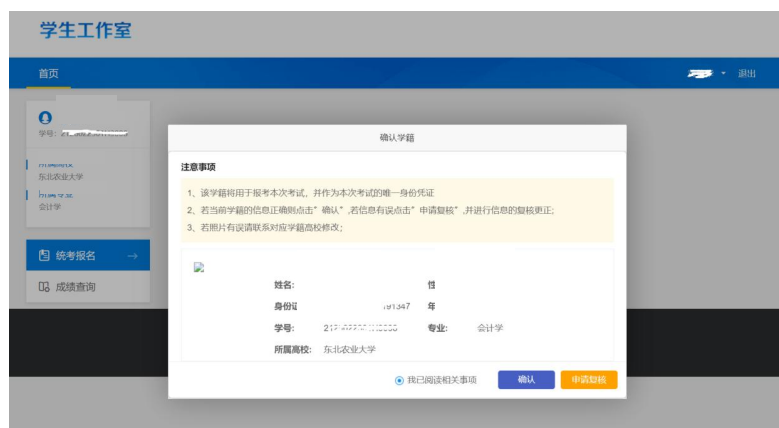 学生工作室
首页
退出
学号:
东北农业大学
会计学
统考报名 →
成绩查询
确认学籍
注意事项
1、该学籍将用于报考本次考试，并作为本次考试的唯一身份凭证
2、若当前学籍的信息正确则点击“确认”,若信息有误点击“申请复核”,并进行信息的复核更正;
3、若照片有误请联系对应学籍高校修改;
姓名: 性
身份证 191347 年
学号: 专业: 会计学
所属高校: 东北农业大学
我已阅读相关事项 确认 申请复核